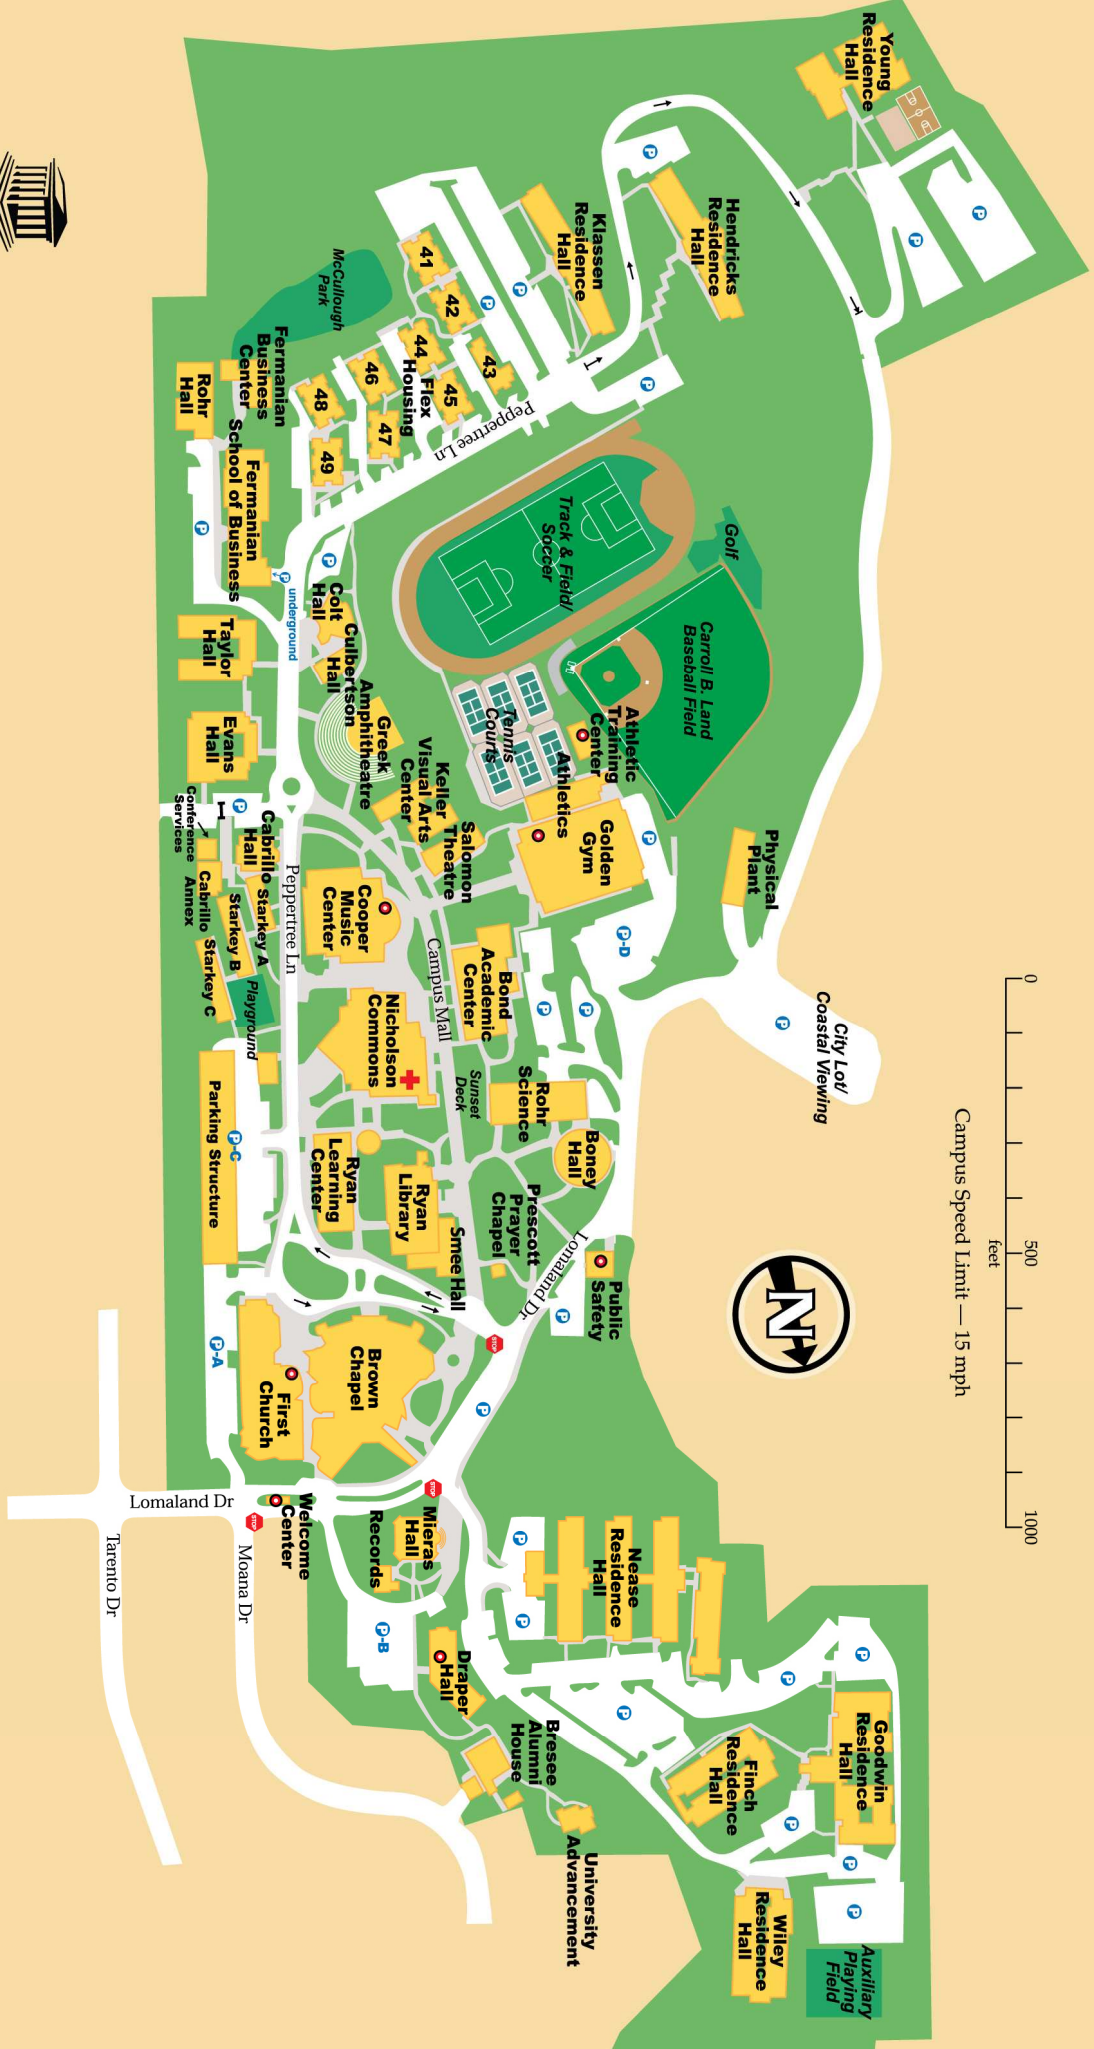 Young
Residence
Hall
P
P
P
Hendricks
Residence
Hall
Klassen
Residence
Hall
P
P
P
McCullough
Park
41
42
43
44
45
46
47
48
49
Flex
Housing
Peppertree Ln
Fermanian
Business
Center
Rohr
Hall
Fermanian
School of Business
P
P
underground
P
Colt
Hall
Culbertson
Hall
Taylor
Hall
Evans
Hall
Greek
Amphitheatre
Track & Field/
Soccer
Golf
Carroll B. Land
Baseball Field
Tennis
Courts
Athletic
Training
Center
Athletics
Golden
Gym
P
Physical
Plant
Keller
Visual Arts
Center
Salomon
Theatre
P
Conference
Services
Cabrillo
Hall
Cabrillo
Annex
Starkey A
Starkey B
Starkey C
Playground
Peppertree Ln
Cooper
Music
Center
Campus Mall
Bond
Academic
Center
P-D
P
P
P
City Lot/
Coastal Viewing
Nicholson
Commons
Sunset
Deck
Rohr
Science
Boney
Hall
Parking Structure
P-C
Ryan
Learning
Center
Ryan
Library
Smee Hall
Prescott
Prayer
Chapel
Lomaland Dr
Public
Safety
P
STOP
P-A
First
Church
Brown
Chapel
P
STOP
Lomaland Dr
STOP
Welcome
Center
Moana Dr
Tarento Dr
Mieras
Hall
Records
P-B
Draper
Hall
P
P
Nease
Residence
Hall
P
P
P
Bresee
Alumni
House
University
Advancement
Finch
Residence
Hall
Goodwin
Residence
Hall
P
P
P
Wiley
Residence
Hall
Auxiliary
Playing
Field
N
0
500
1000
feet
Campus Speed Limit — 15 mph